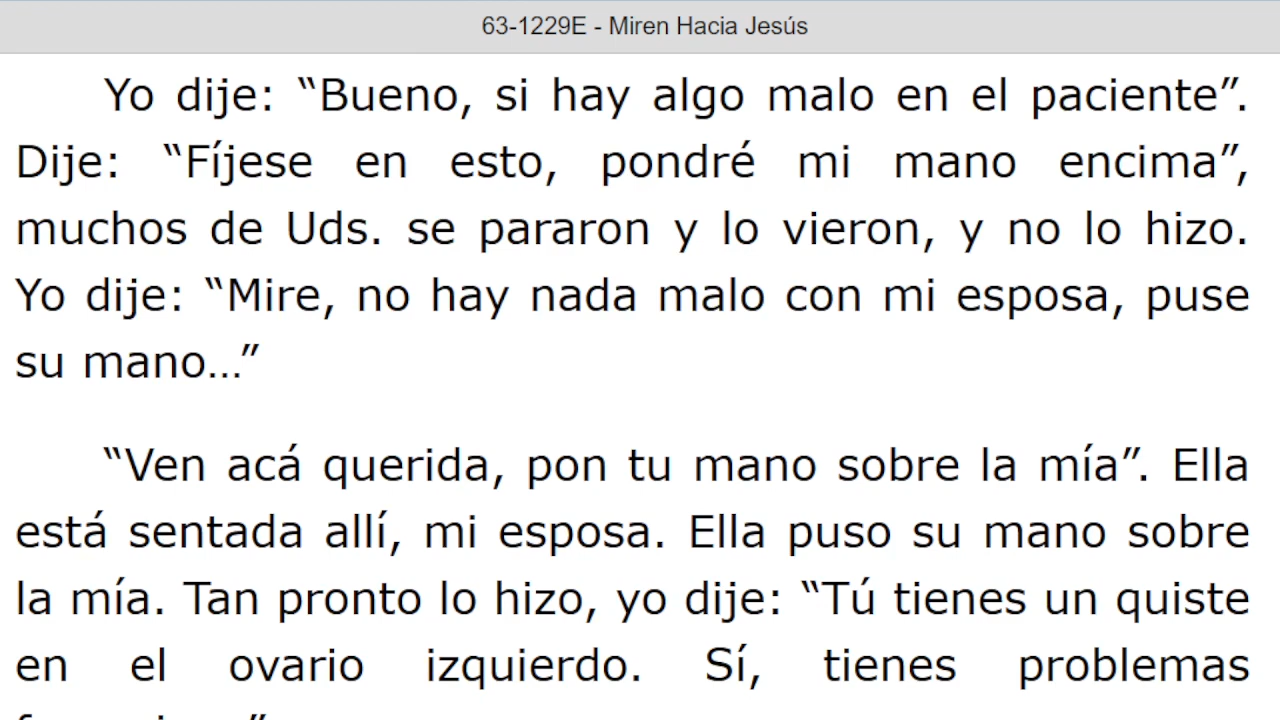 63-1229E - Miren Hacia Jesús
Yo dije: “Bueno, si hay algo malo en el paciente”.
Dije: “Fíjese en esto, pondré mi mano encima”,
muchos de Uds. se pararon y lo vieron, y no lo hizo.
Yo dije: “Mire, no hay nada malo con mi esposa, puse
su mano…”
“Ven acá querida, pon tu mano sobre la mía”. Ella
está sentada allí, mi esposa. Ella puso su mano sobre
la mía. Tan pronto lo hizo, yo dije: “Tú tienes un quiste
en el ovario izquierdo. Sí, tienes problemas